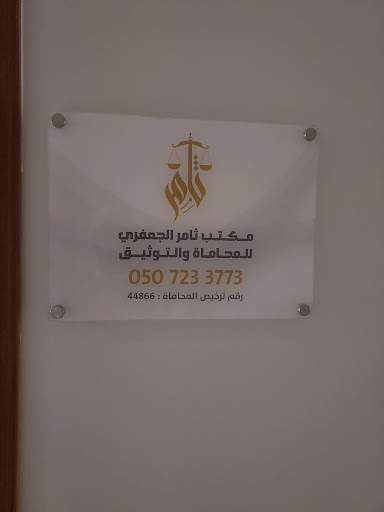 ثامر
مكتب ثامر الجعفري
للمحاماة والتوثيق
050 723 3773
رقم ترخيص المحاماة : 44866